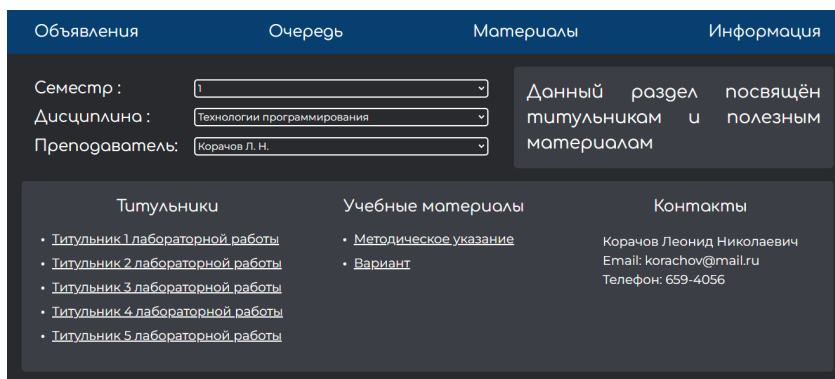 Объявления Очередь Материалы Информация
Семестр : 1
Дисциплина : Технологии программирования
Преподаватель: Корачов Л. Н.
Данный раздел посвящён
титульникам и полезным
материалам
Титульники
• Титульник 1 лабораторной работы
• Титульник 2 лабораторной работы
• Титульник 3 лабораторной работы
• Титульник 4 лабораторной работы
• Титульник 5 лабораторной работы
Учебные материалы
• Методическое указание
• Вариант
Контакты
Корачов Леонид Николаевич
Email: korachov@mail.ru
Телефон: 659-4056